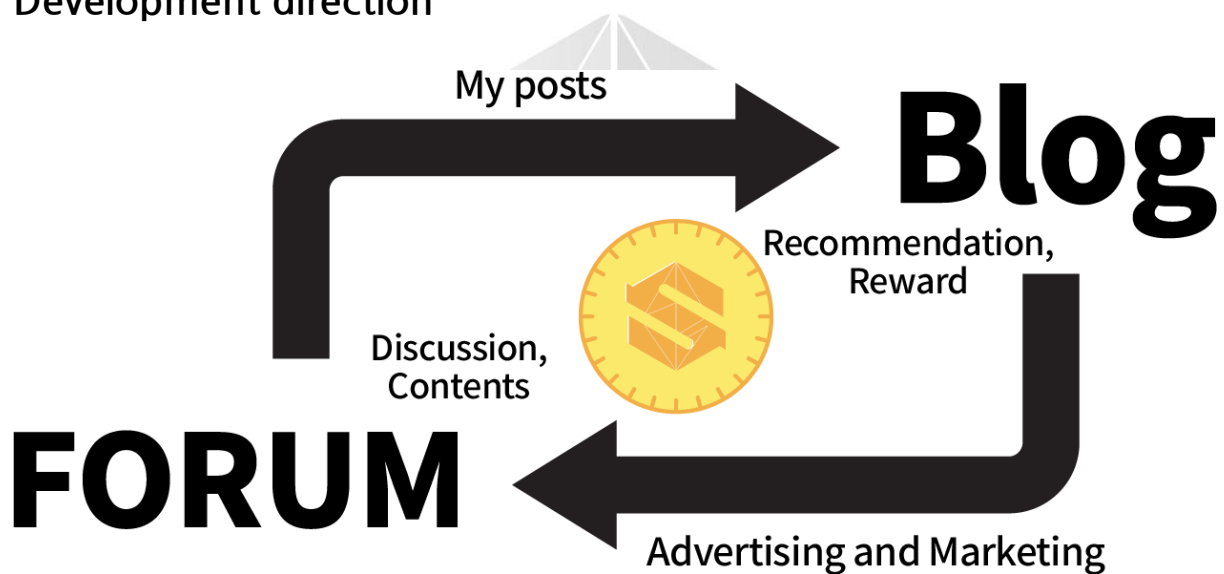 Development direction
My posts
Blog
Recommendation,
Reward
Discussion,
Contents
FORUM
Advertising and Marketing